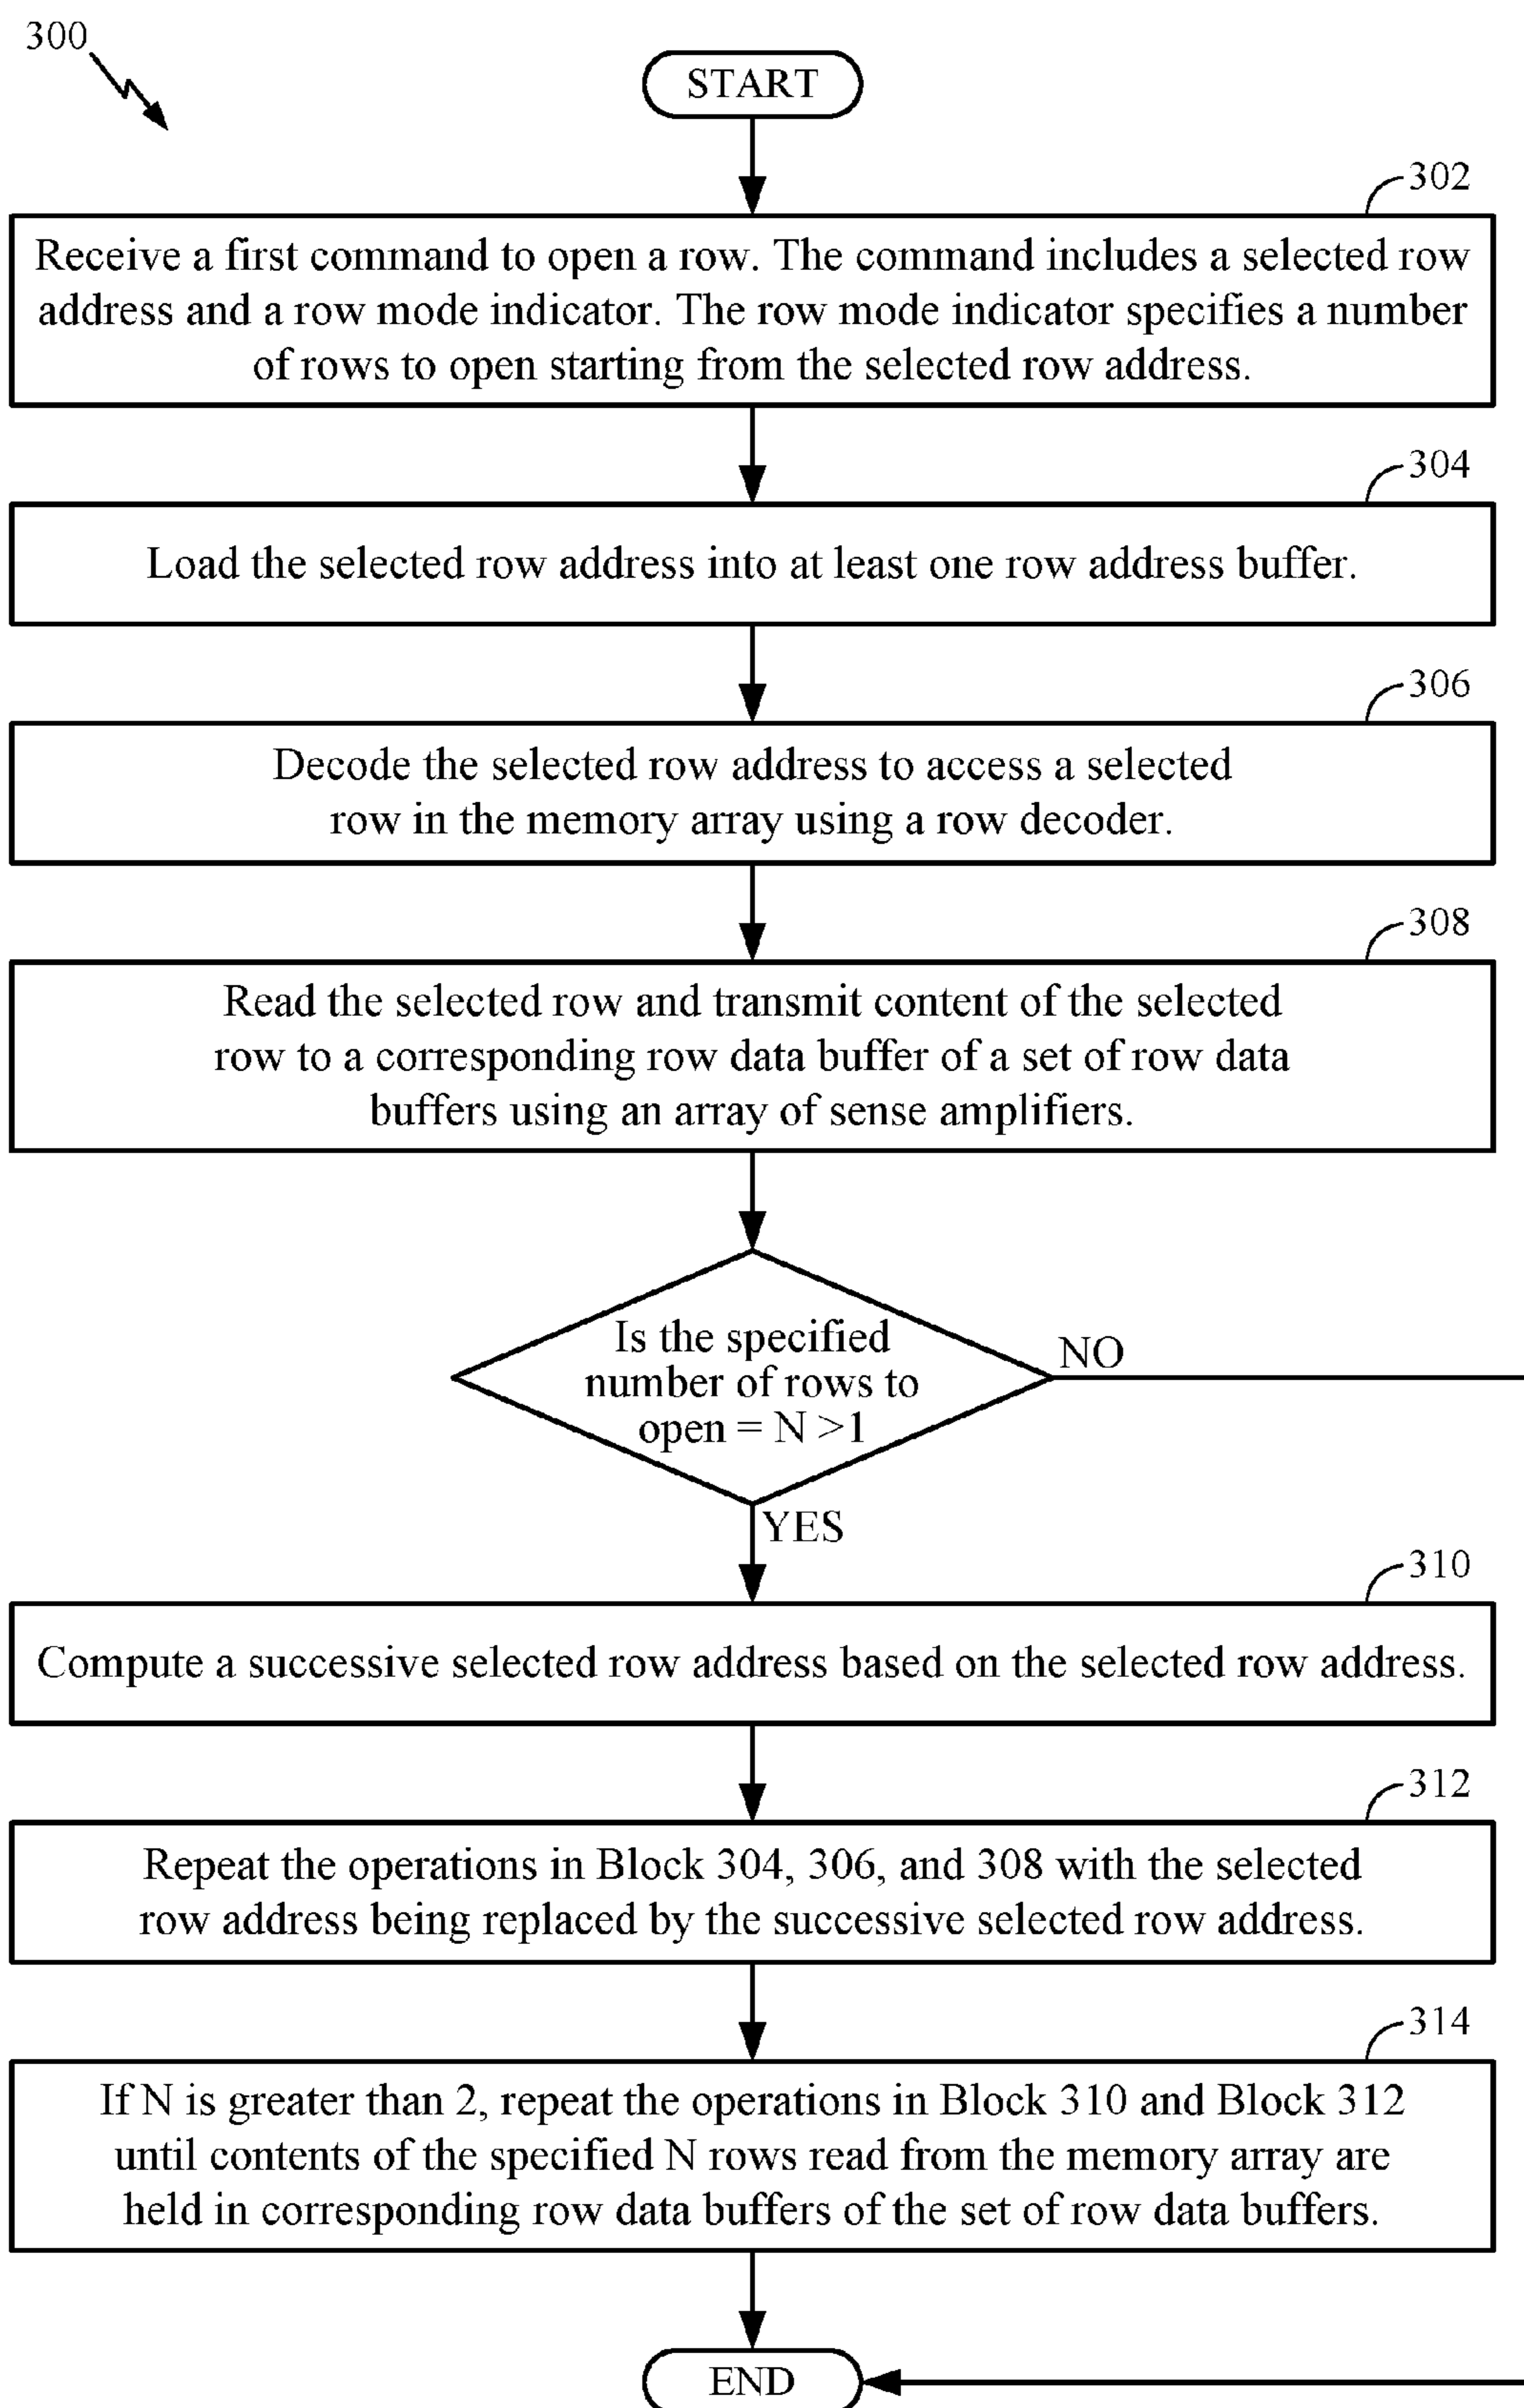 300
START
302
Receive a first command to open a row. The command includes a selected row
address and a row mode indicator. The row mode indicator specifies a number
of rows to open starting from the selected row address.
304
Load the selected row address into at least one row address buffer.
306
Decode the selected row address to access a selected
row in the memory array using a row decoder.
308
Read the selected row and transmit content of the selected
row to a corresponding row data buffer of a set of row data
buffers using an array of sense amplifiers.
Is the specified
number of rows to
open = N >1
NO
YES
310
Compute a successive selected row address based on the selected row address.
312
Repeat the operations in Block 304, 306, and 308 with the selected
row address being replaced by the successive selected row address.
314
If N is greater than 2, repeat the operations in Block 310 and Block 312
until contents of the specified N rows read from the memory array are
held in corresponding row data buffers of the set of row data buffers.
END